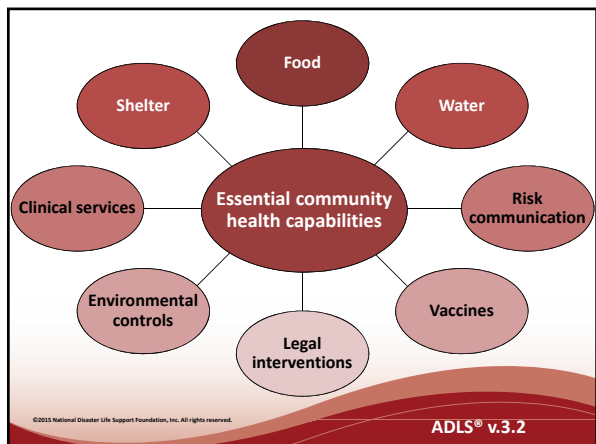 Food
Shelter
Water
Essential community
health capabilities
Clinical services
Risk
communication
Environmental
controls
Vaccines
Legal
interventions
©2015 National Disaster Life Support Foundation, Inc. All rights reserved.
ADLS® v.3.2